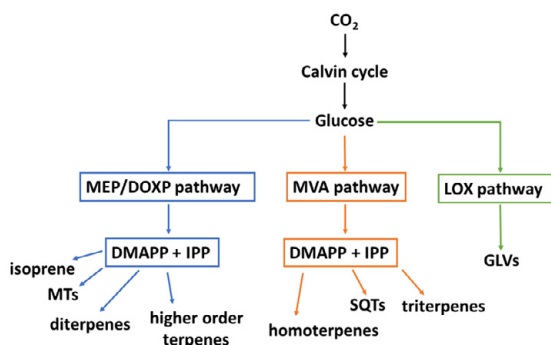 CO2
Calvin cycle
Glucose
MEP/DOXP pathway
MVA pathway
LOX pathway
DMAPP + IPP
DMAPP + IPP
GLVs
isoprene
MTs
diterpenes
higher order
terpenes
homoterpenes
SQTs
triterpenes